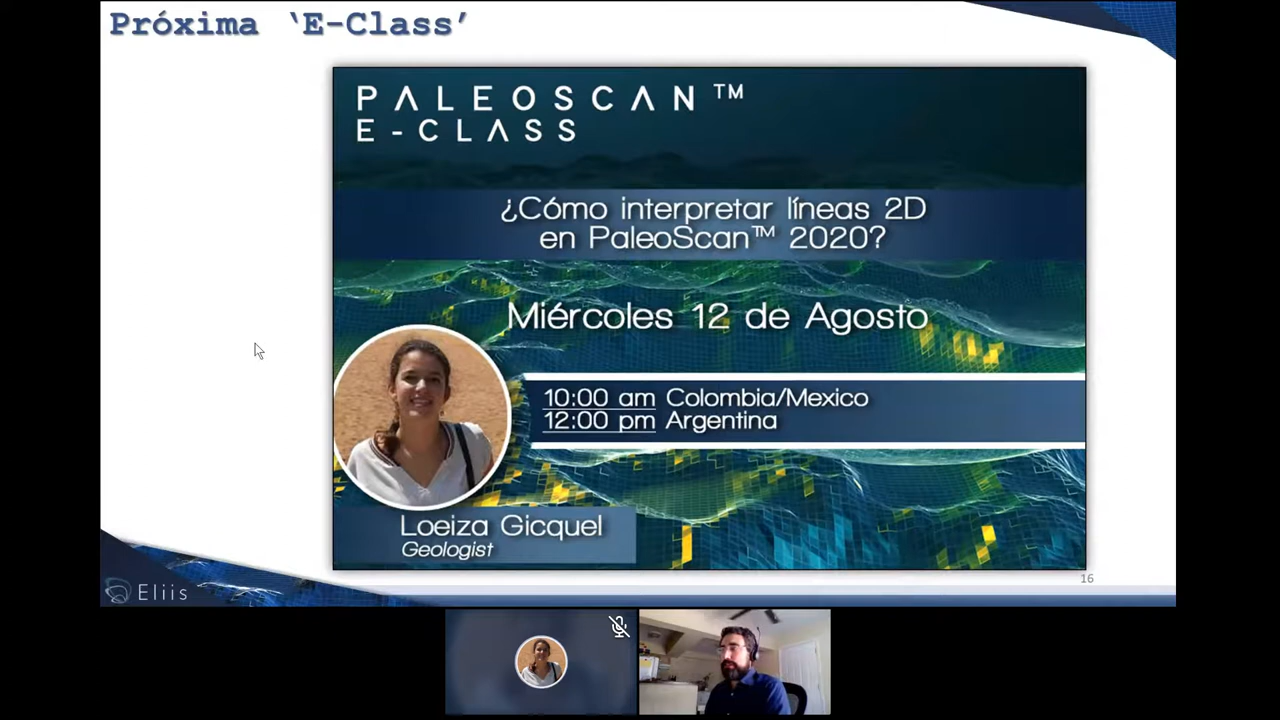 Próxima ‘E-Class’
PALEOSCAN™
E-CLASS
¿Cómo interpretar líneas 2D
en PaleoScan™ 2020?
Miércoles 12 de Agosto
10:00 am Colombia/Mexico
12:00 pm Argentina
Loeiza Gicquel
Geologist
16
Eliis